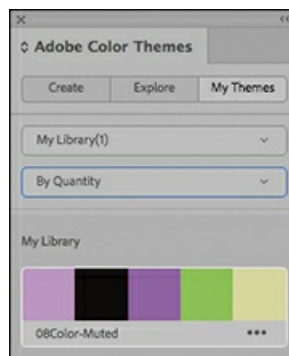 Adobe Color Themes
Create Explore My Themes
My Library(1)
By Quantity
My Library
08Color-Muted